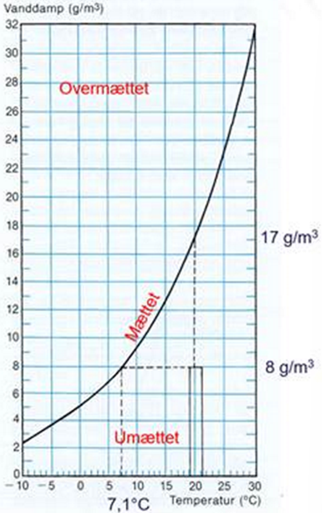 Vanddamp (g/m³)
32
Overmættet
28
26
24
22
20
18
17 g/m³
16
14
Mættet
12
10
8
8 g/m³
6
4
Umættet
2
0
-10 -5 0 5 10 15 20 25 30
7,1°C Temperatur (°C)